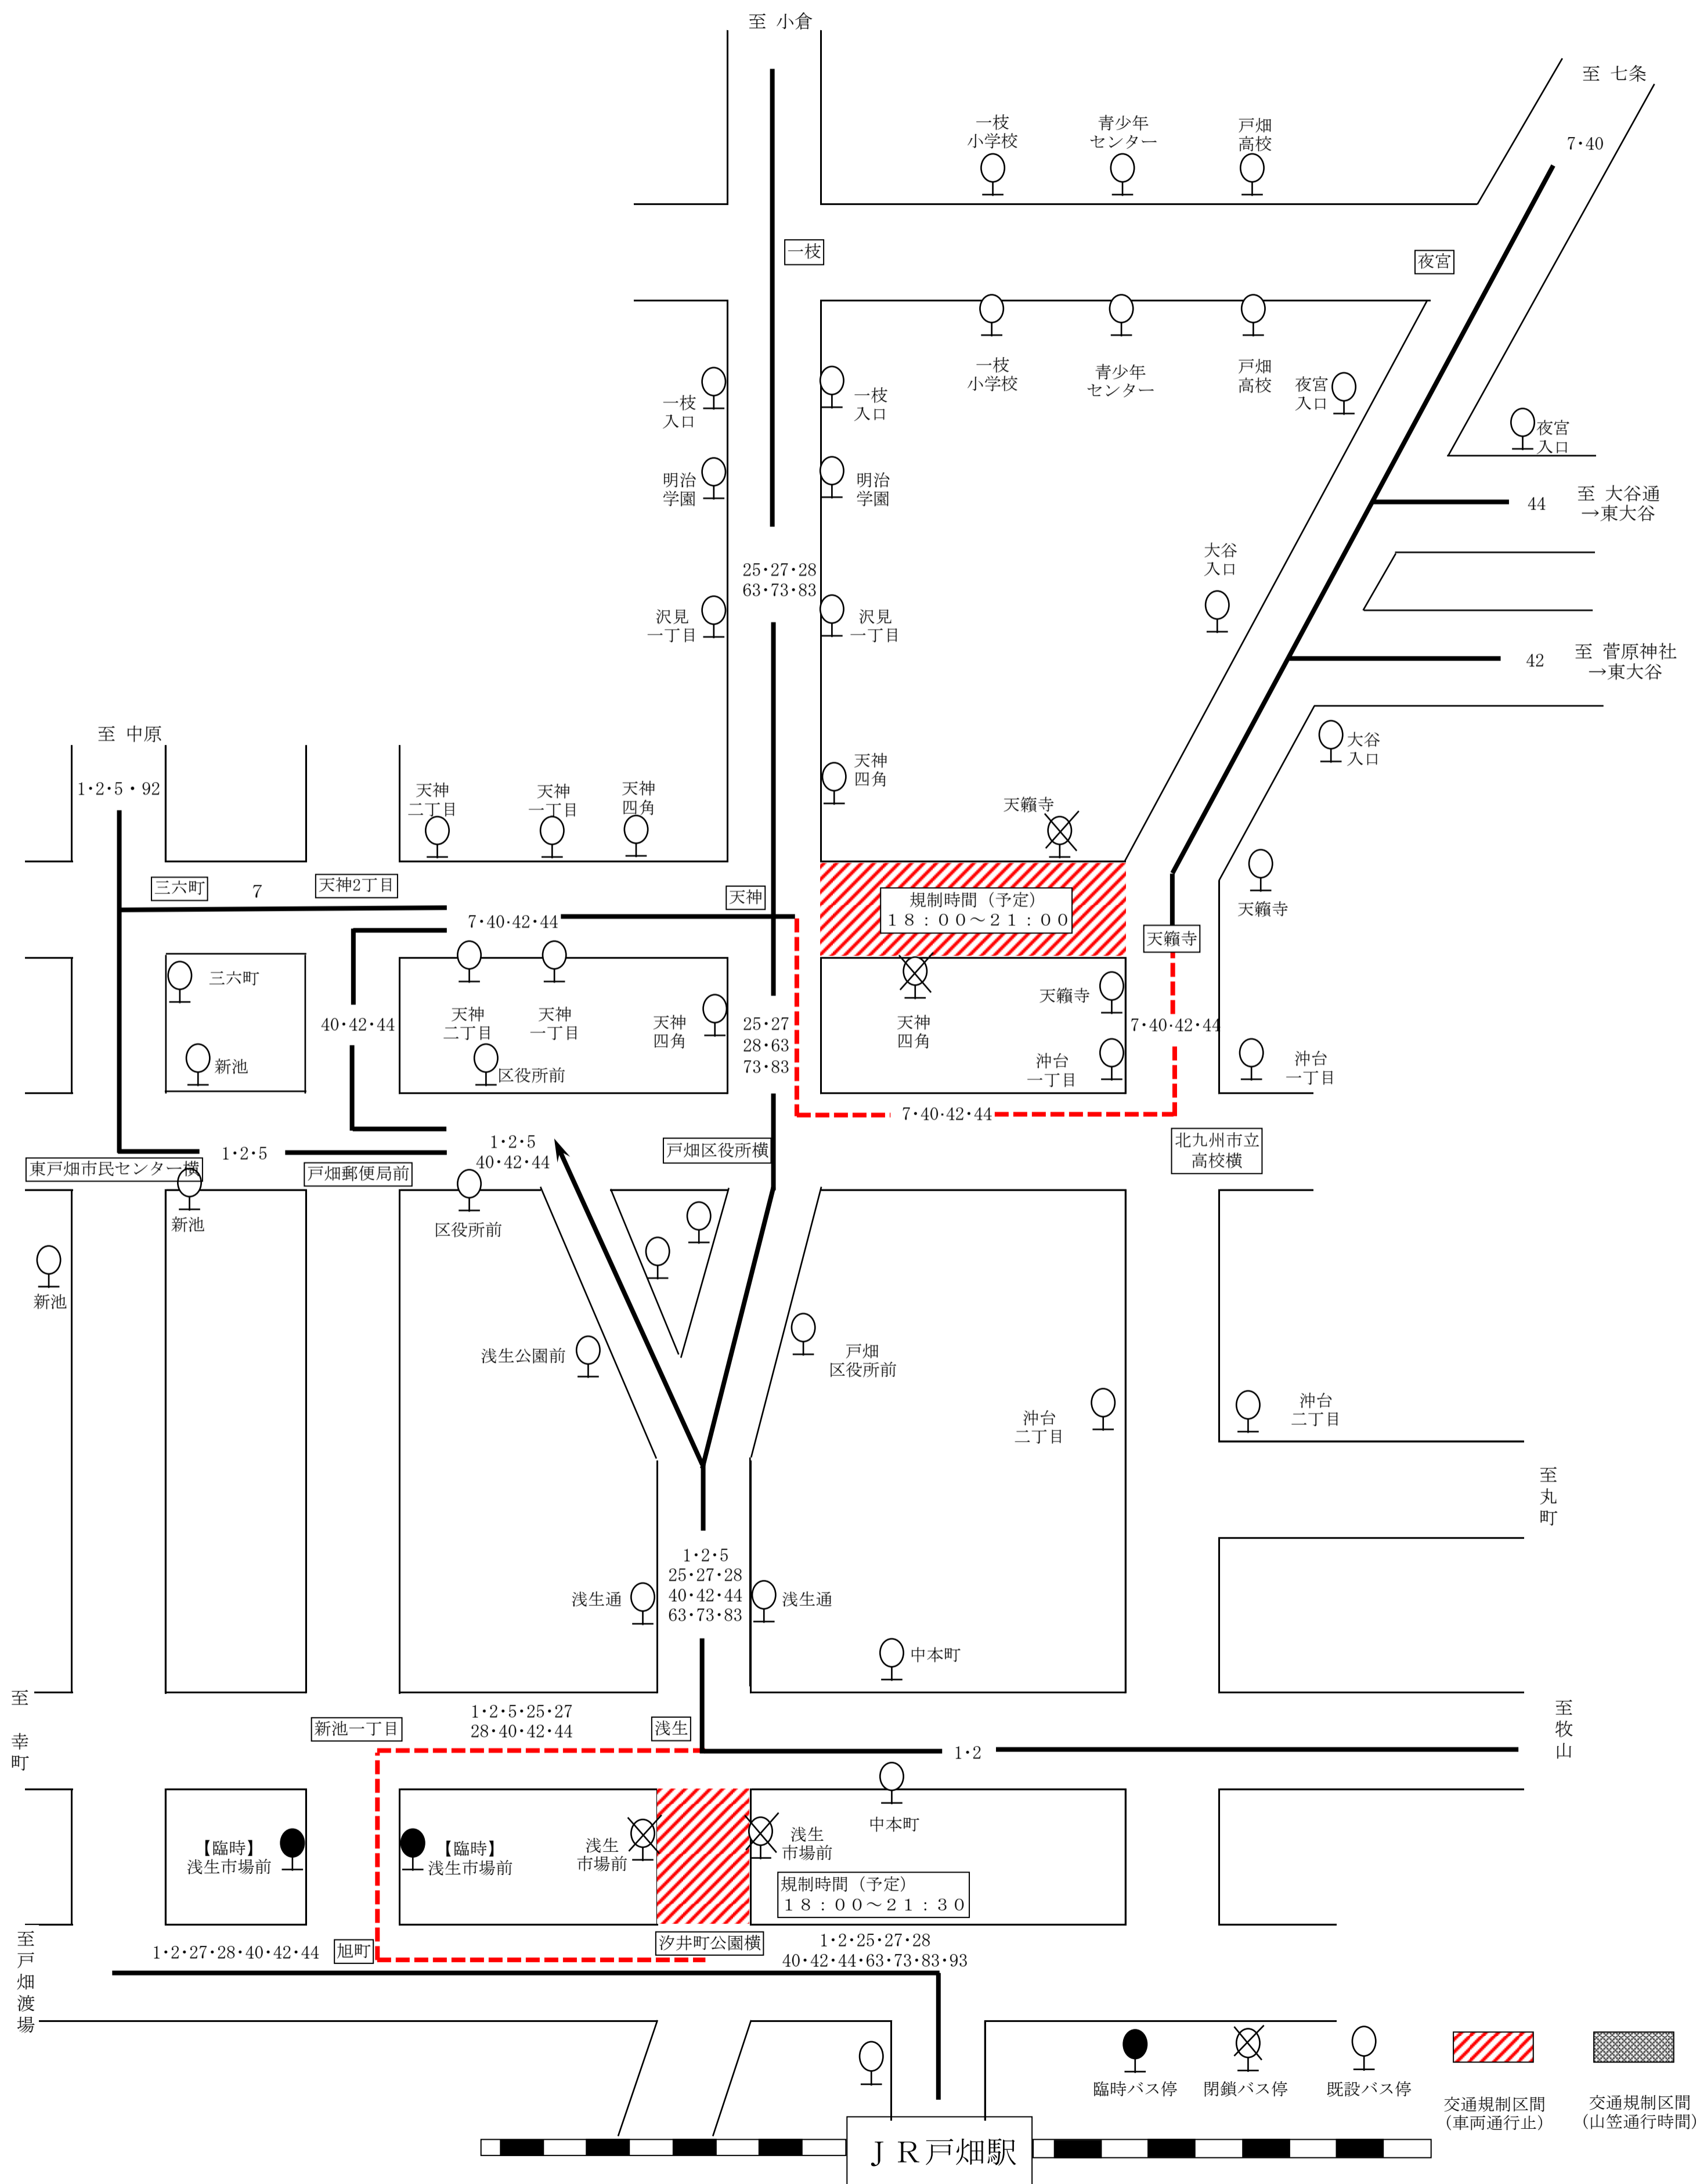 至 小倉
至 七条
7・40
一枝
小学校
青少年
センター
戸畑
高校
一枝
夜宮
一枝
小学校
青少年
センター
戸畑
高校
夜宮
入口
一枝
入口
一枝
入口
夜宮
入口
明治
学園
明治
学園
44
至 大谷通
→東大谷
大谷
入口
25・27・28
63・73・83
沢見
一丁目
沢見
一丁目
42
至 菅原神社
→東大谷
至 中原
大谷
入口
1・2・5・92
天神
二丁目
天神
一丁目
天神
四角
天神
四角
天籟寺
三六町
7
天神2丁目
天神
規制時間（予定）
１８：００～２１：００
天籟寺
7・40・42・44
天籟寺
三六町
天神
二丁目
天神
一丁目
天神
四角
天神
四角
天籟寺
40・42・44
25・27
28・63
73・83
7・40・42・44
新池
区役所前
沖台
一丁目
沖台
一丁目
7・40・42・44
1・2・5
1・2・5
40・42・44
戸畑区役所横
北九州市立
高校横
東戸畑市民センター横
戸畑郵便局前
新池
区役所前
新池
浅生公園前
戸畑
区役所前
沖台
二丁目
沖台
二丁目
至丸町
1・2・5
25・27・28
40・42・44
63・73・83
浅生通
浅生通
中本町
至 幸町
1・2・5・25・27
28・40・42・44
新池一丁目
浅生
1・2
至牧山
中本町
【臨時】
浅生市場前
【臨時】
浅生市場前
浅生
市場前
浅生
市場前
規制時間（予定）
１８：００～２１：３０
至戸畑渡場
1・2・27・28・40・42・44
旭町
汐井町公園横
1・2・25・27・28
40・42・44・63・73・83・93
臨時バス停
閉鎖バス停
既設バス停
交通規制区間
（車両通行止）
交通規制区間
（山笠通行時間）
ＪＲ戸畑駅